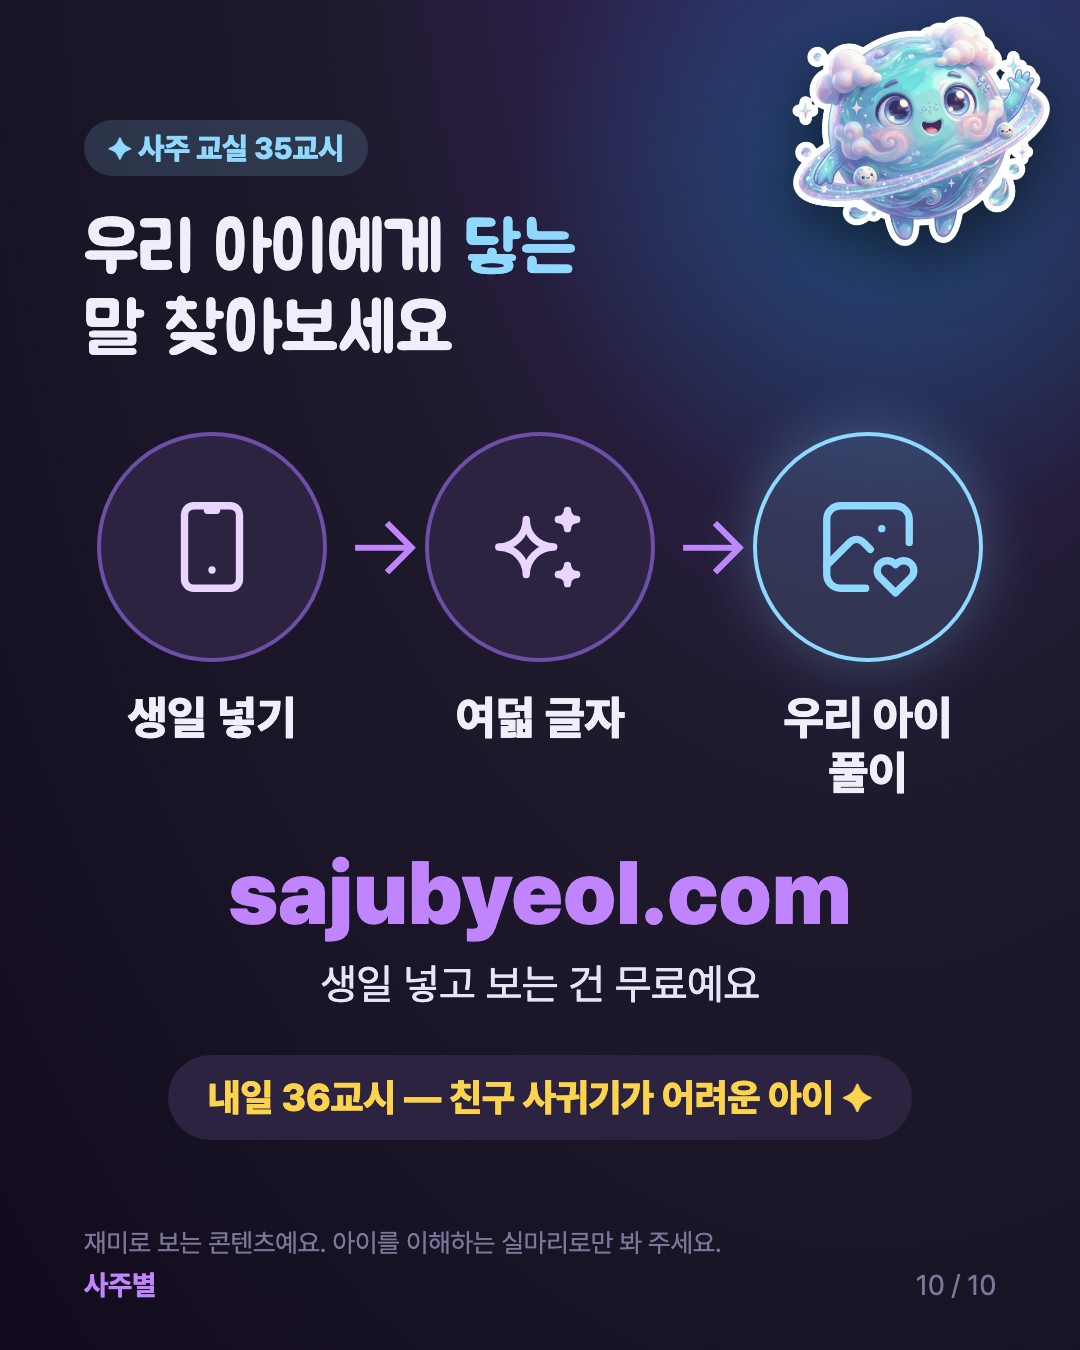 ✦ 사주 교실 35교시
우리 아이에게 닿는
말 찾아보세요
생일 넣기
여덟 글자
우리 아이
풀이
sajubyeol.com
생일 넣고 보는 건 무료예요
내일 36교시 — 친구 사귀기가 어려운 아이 ✦
재미로 보는 콘텐츠예요. 아이를 이해하는 실마리로만 봐 주세요.
사주별
10 / 10